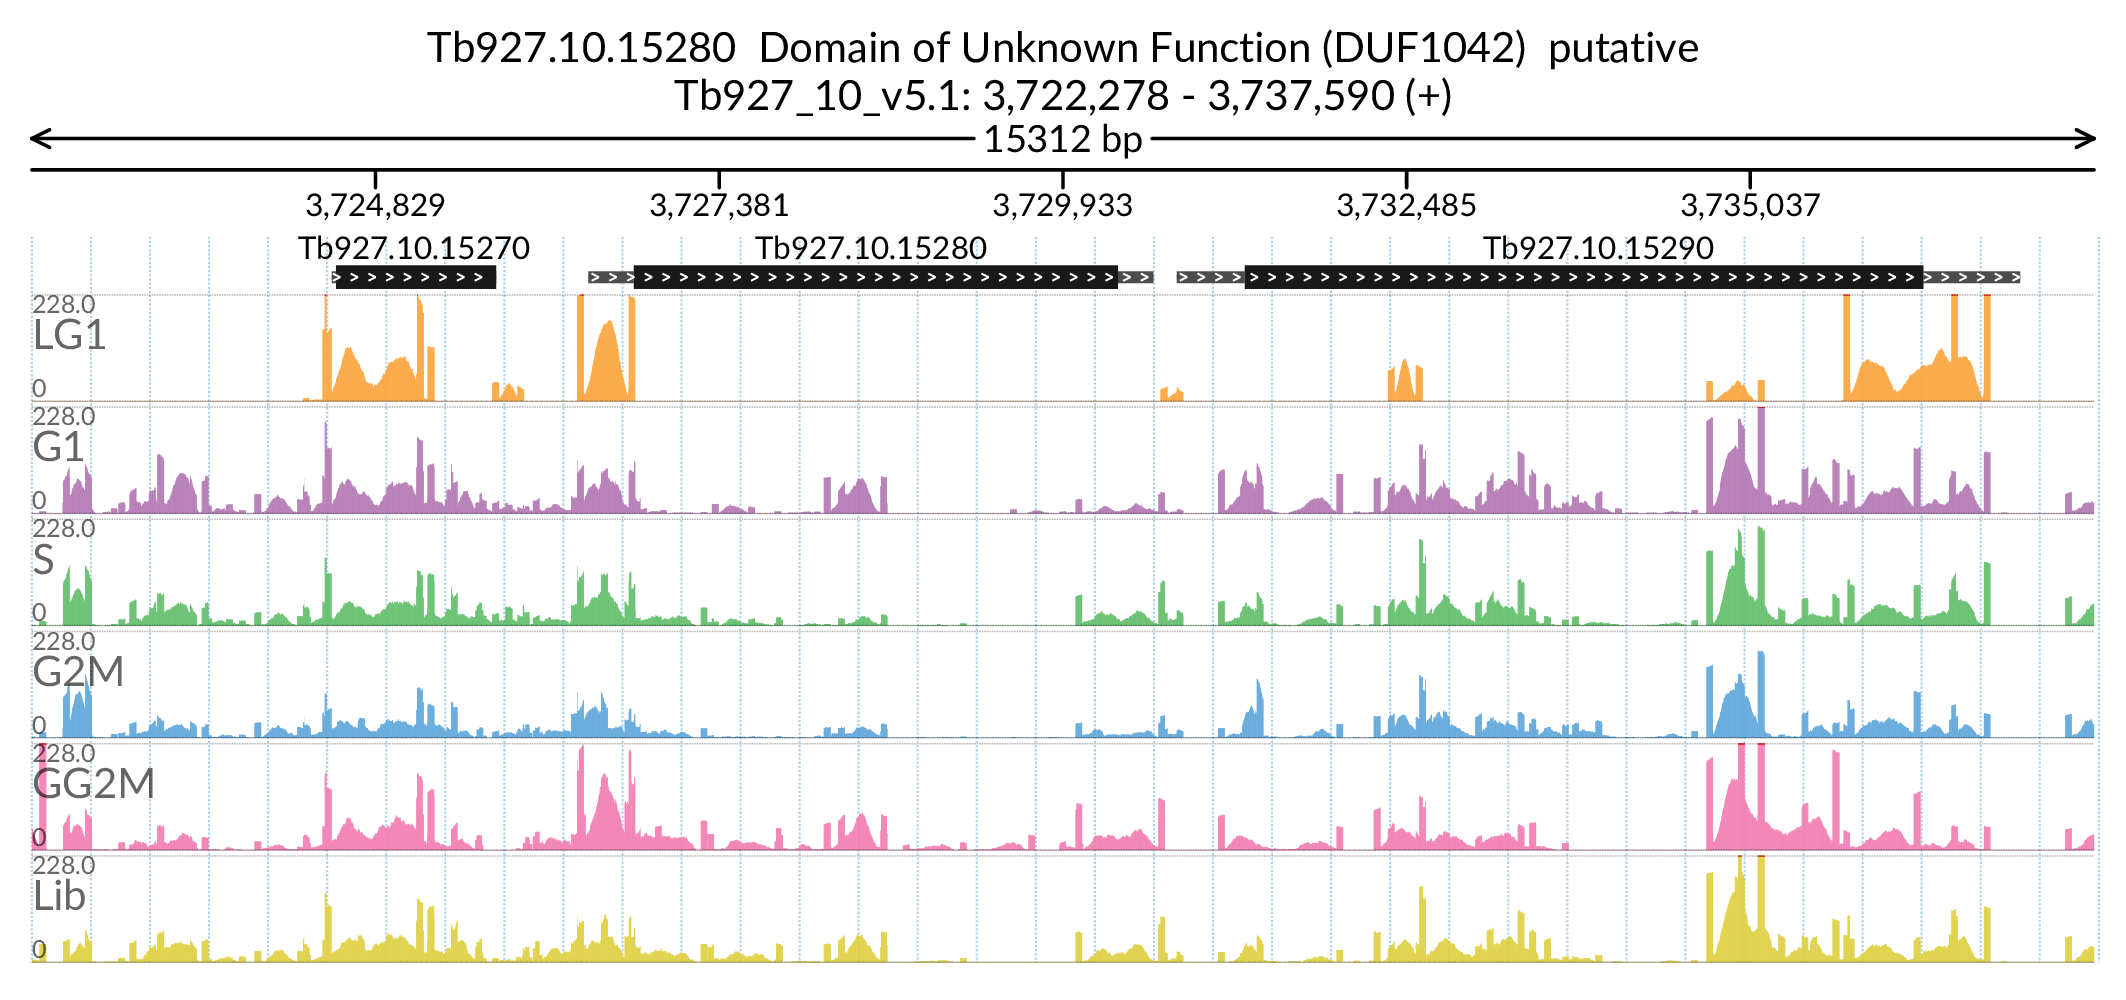 Tb927.10.15280 Domain of Unknown Function (DUF1042) putative
Tb927_10_v5.1: 3,722,278 - 3,737,590 (+)
15312 bp
3,724,829 3,727,381 3,729,933 3,732,485 3,735,037
Tb927.10.15270 Tb927.10.15280 Tb927.10.15290
228.0
LG1
0
228.0
G1
0
228.0
S
0
228.0
G2M
0
228.0
GG2M
0
228.0
Lib
0